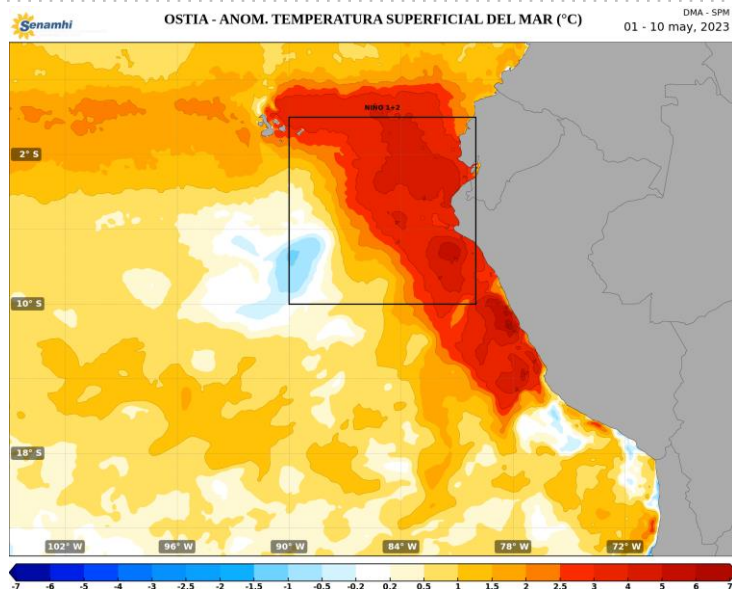 Senamhi
OSTIA - ANOM. TEMPERATURA SUPERFICIAL DEL MAR (°C)
DMA - SPM
01 - 10 may, 2023
NIÑO 1+2
2° S
10° S
18° S
102° W 96° W 90° W 84° W 78° W 72° W
-7 -6 -5 -4 -3 -2.5 -2 -1.5 -1 -0.5 -0.2 0.2 0.5 1 1.5 2 2.5 3 4 5 6 7